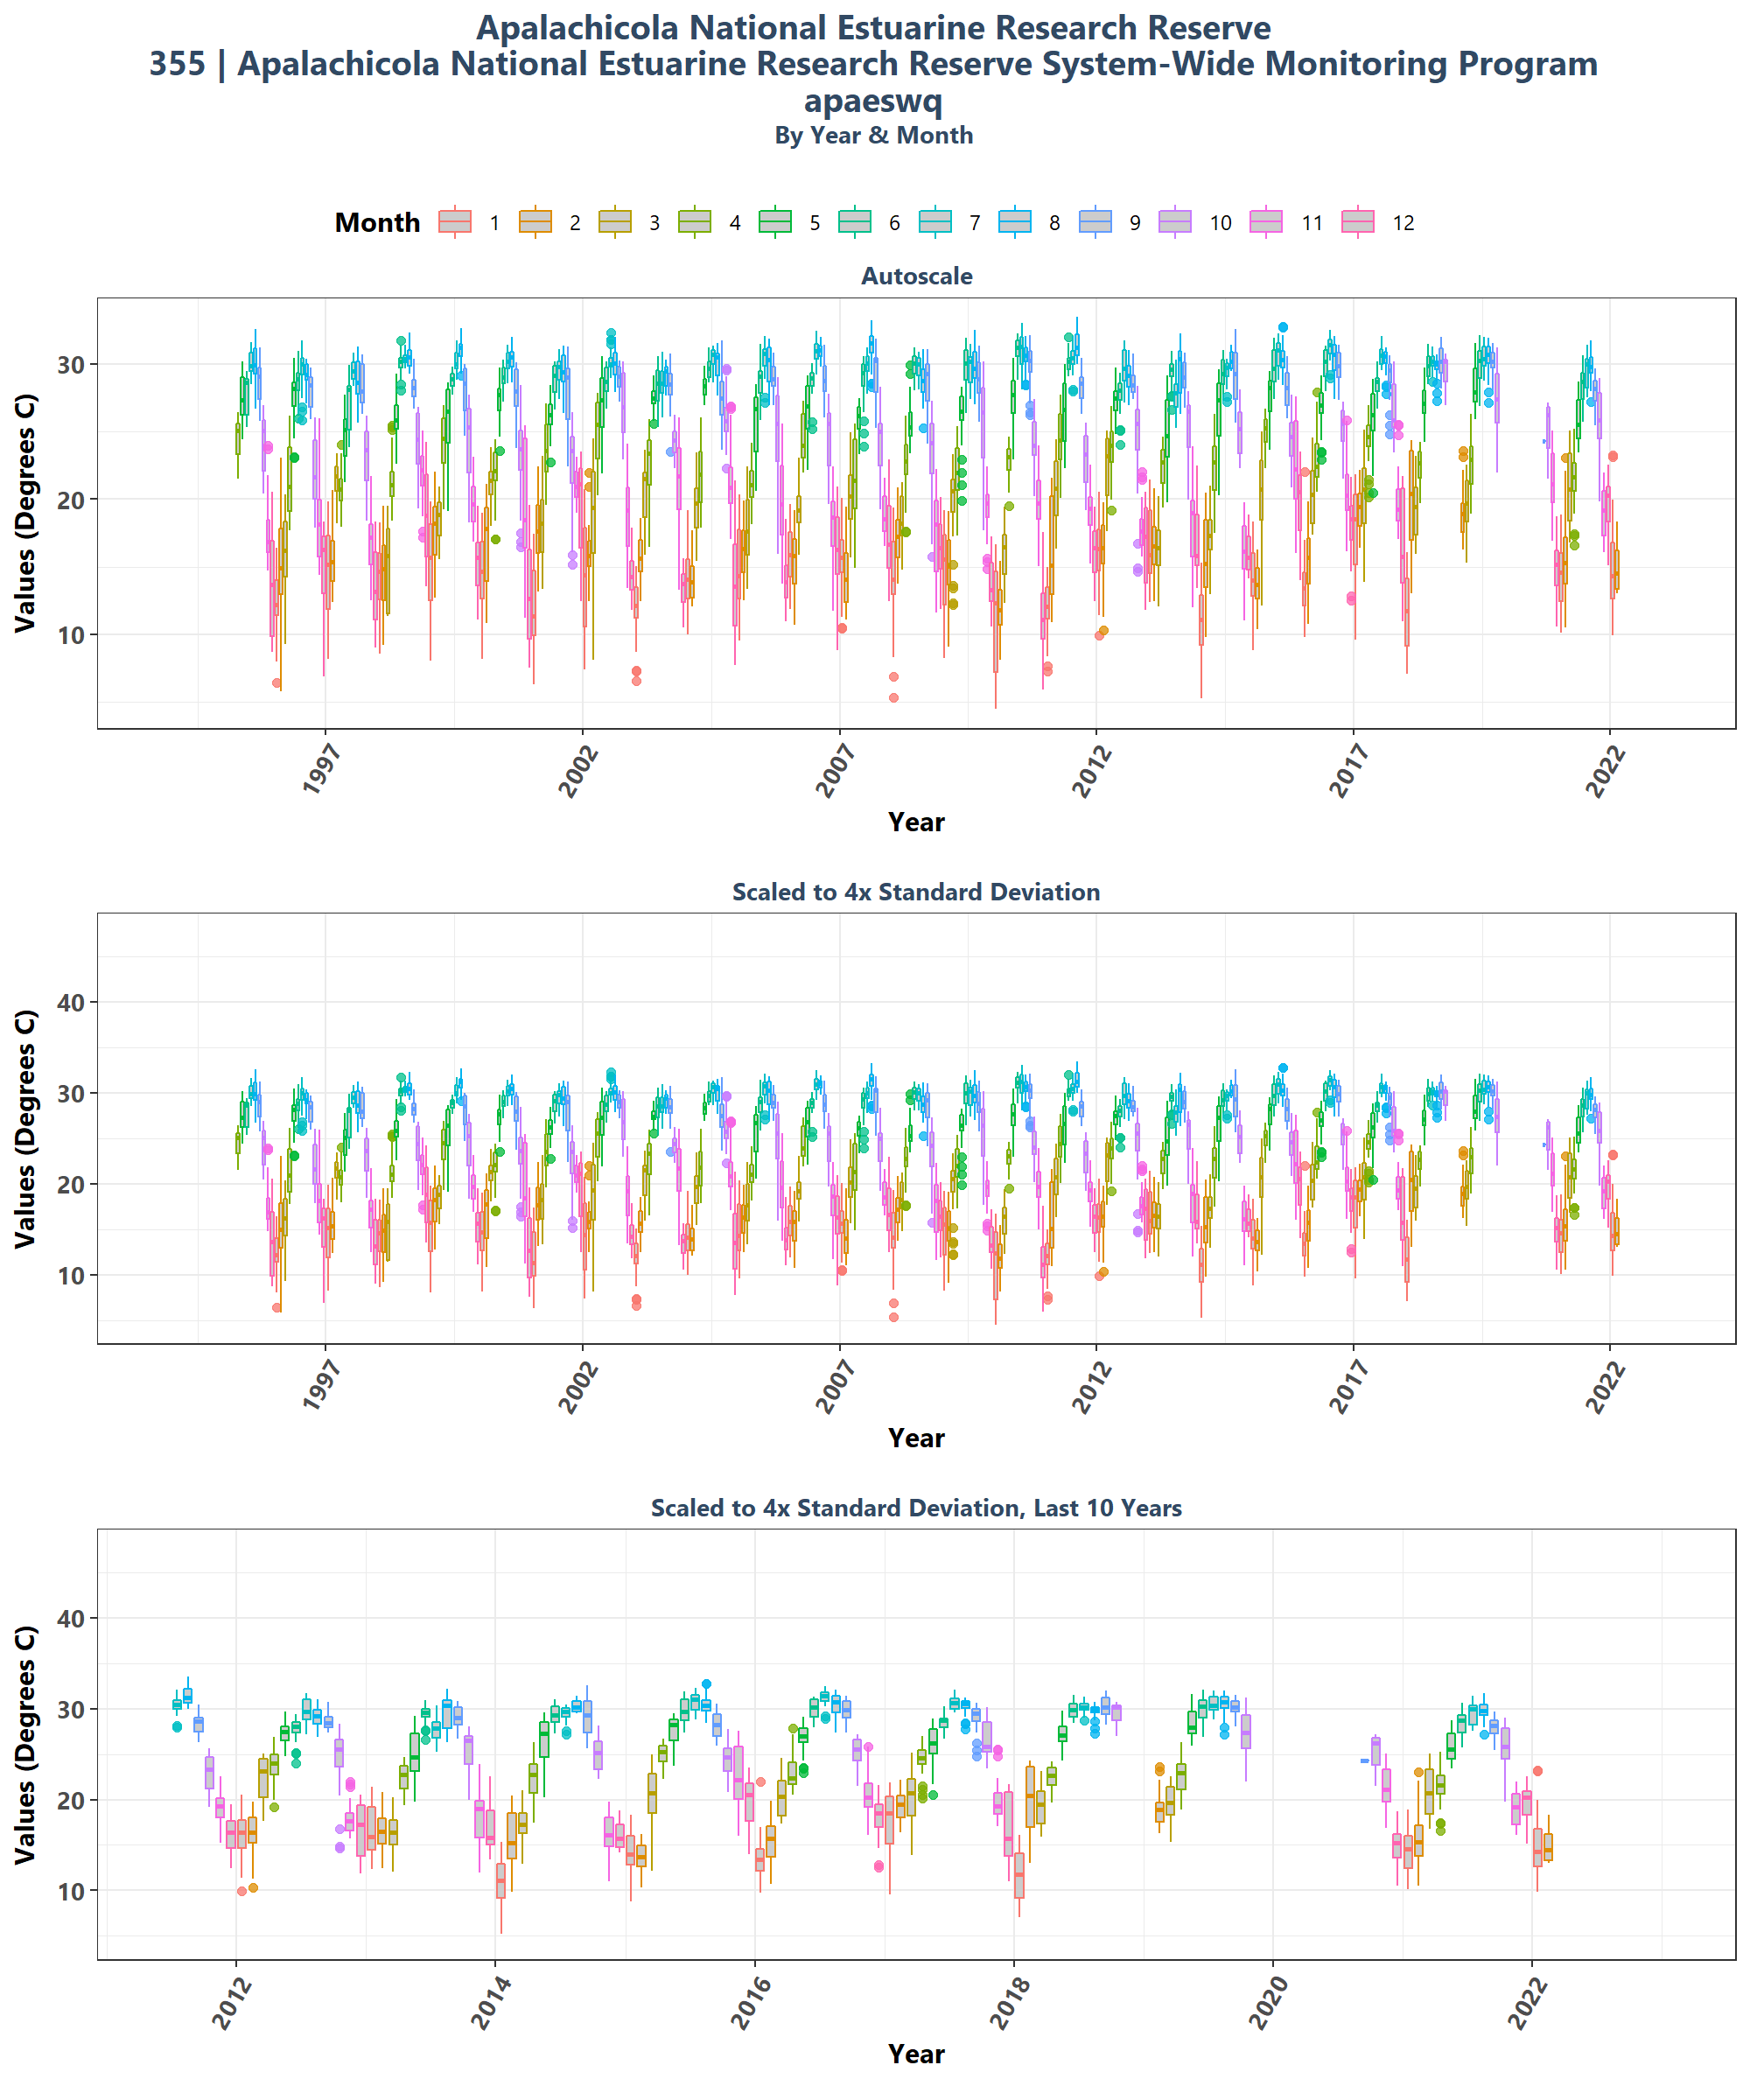 Apalachicola National Estuarine Research Reserve
355 | Apalachicola National Estuarine Research Reserve System-Wide Monitoring Program
apaeswq
By Year & Month
Month 1 2 3 4 5 6 7 8 9 10 11 12
Autoscale
Values (Degrees C)
30
20
10
1997 2002 2007 2012 2017 2022
Year
Scaled to 4x Standard Deviation
Values (Degrees C)
40
30
20
10
1997 2002 2007 2012 2017 2022
Year
Scaled to 4x Standard Deviation, Last 10 Years
Values (Degrees C)
40
30
20
10
2012 2014 2016 2018 2020 2022
Year